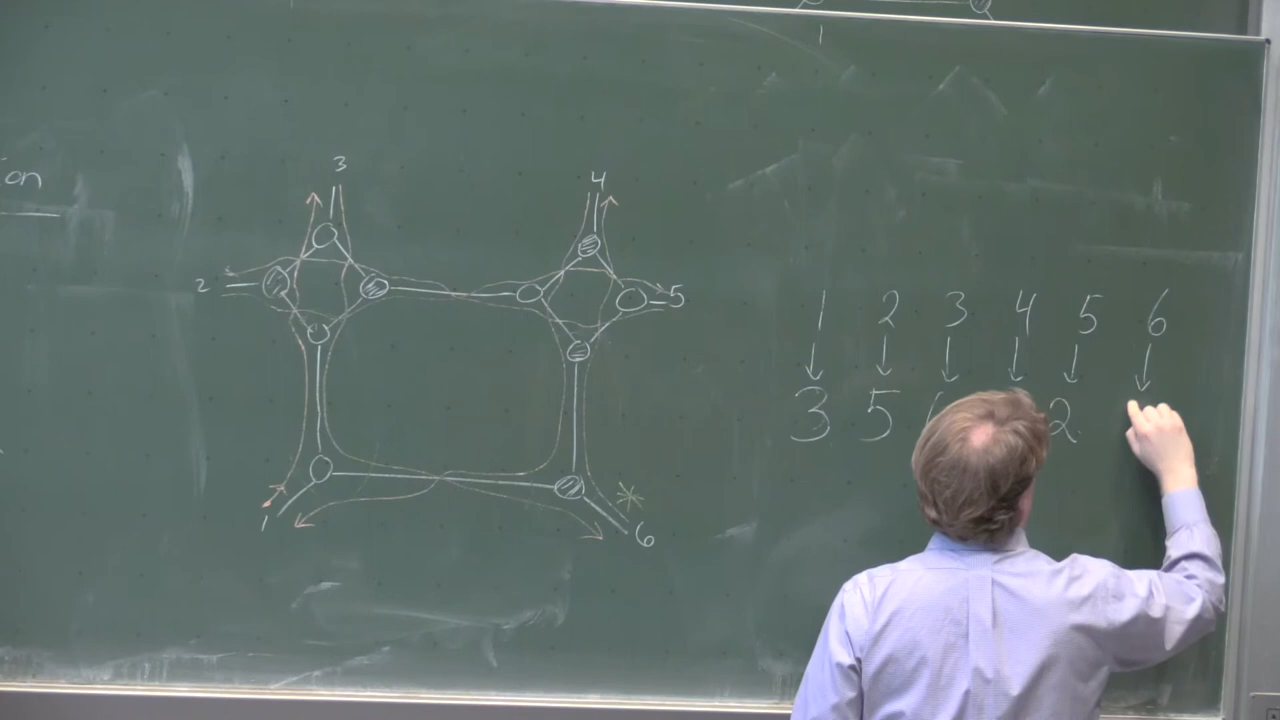 on
3
4
2
5
1
6
1 2 3 4 5 6
↓ ↓ ↓ ↓ ↓ ↓
3 5 2